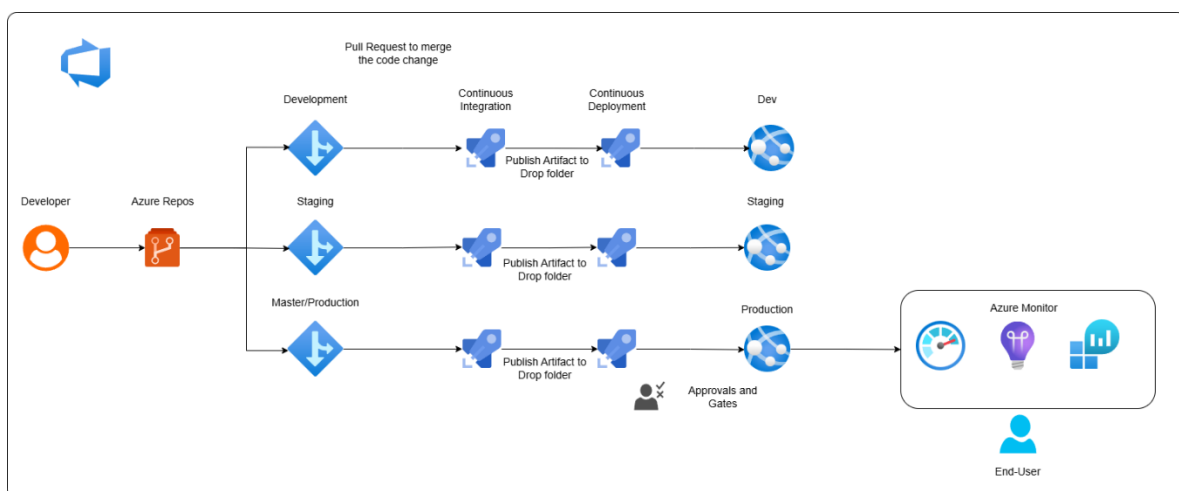 Pull Request to merge
the code change
Development
Continuous
Integration
Continuous
Deployment
Dev
Publish Artifact to
Drop folder
Developer
Azure Repos
Staging
Staging
Publish Artifact to
Drop folder
Master/Production
Production
Publish Artifact to
Drop folder
Approvals and
Gates
Azure Monitor
End-User